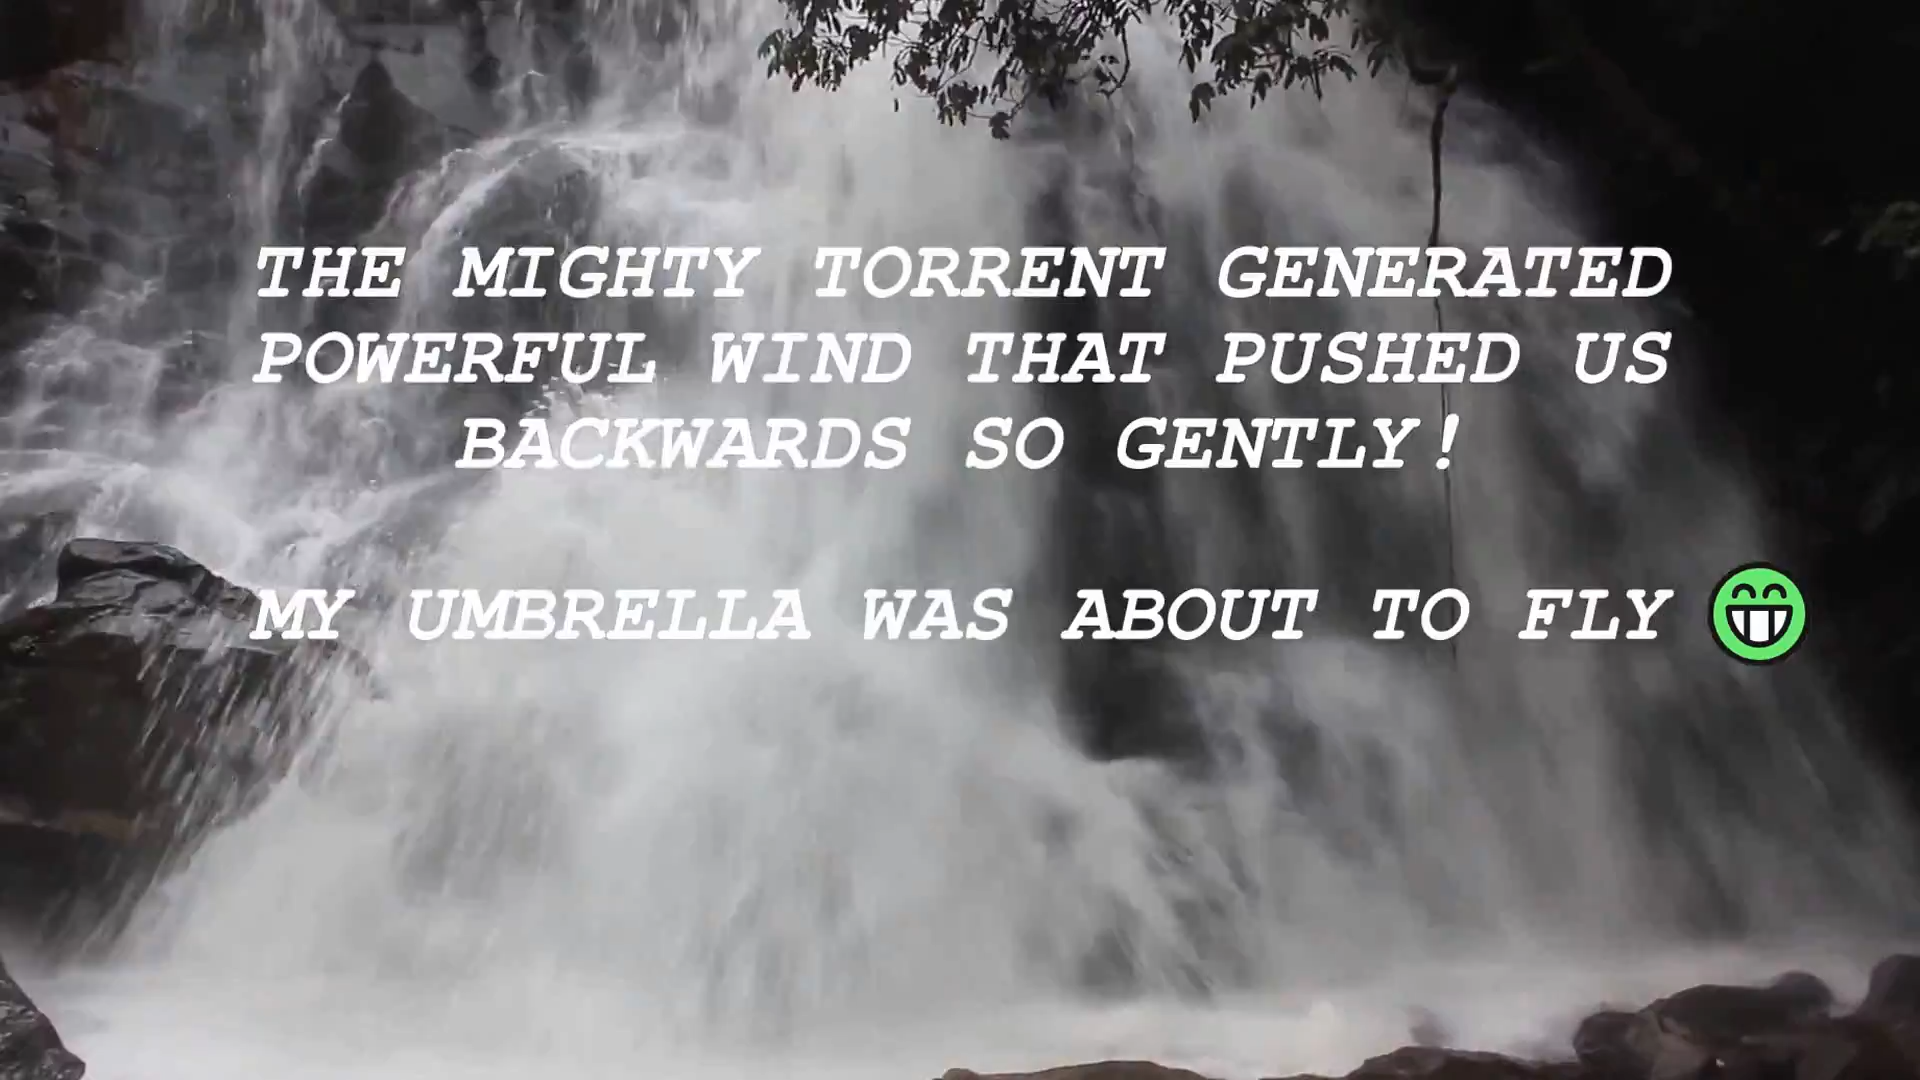 THE MIGHTY TORRENT GENERATED
POWERFUL WIND THAT PUSHED US
BACKWARDS SO GENTLY!
MY UMBRELLA WAS ABOUT TO FLY